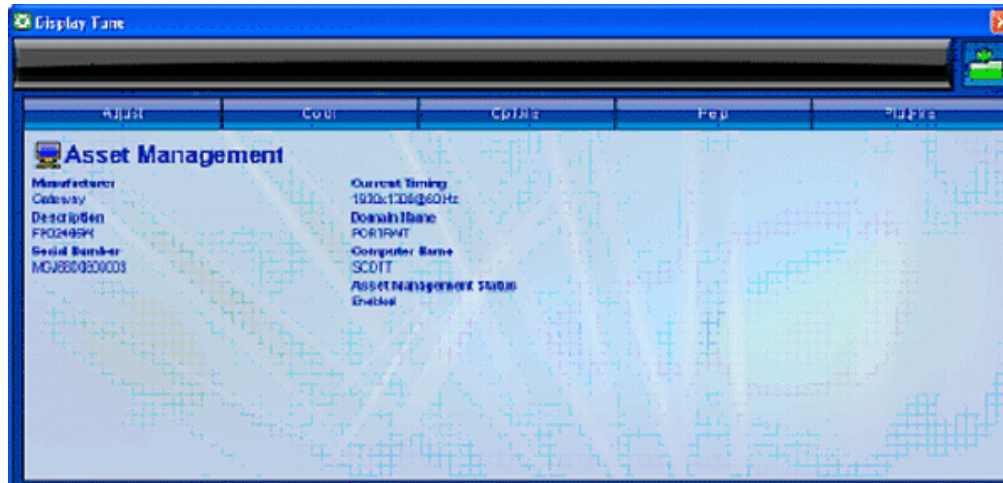 Display Tune
Adjust
Color
Options
Help
Plug-ins
Asset Management
Manufacturer
Gateway
Description
Serial Number
Current Timing
Domain Name
PORTRAIT
Computer Name
SCOTT
Asset Management Status
Enabled